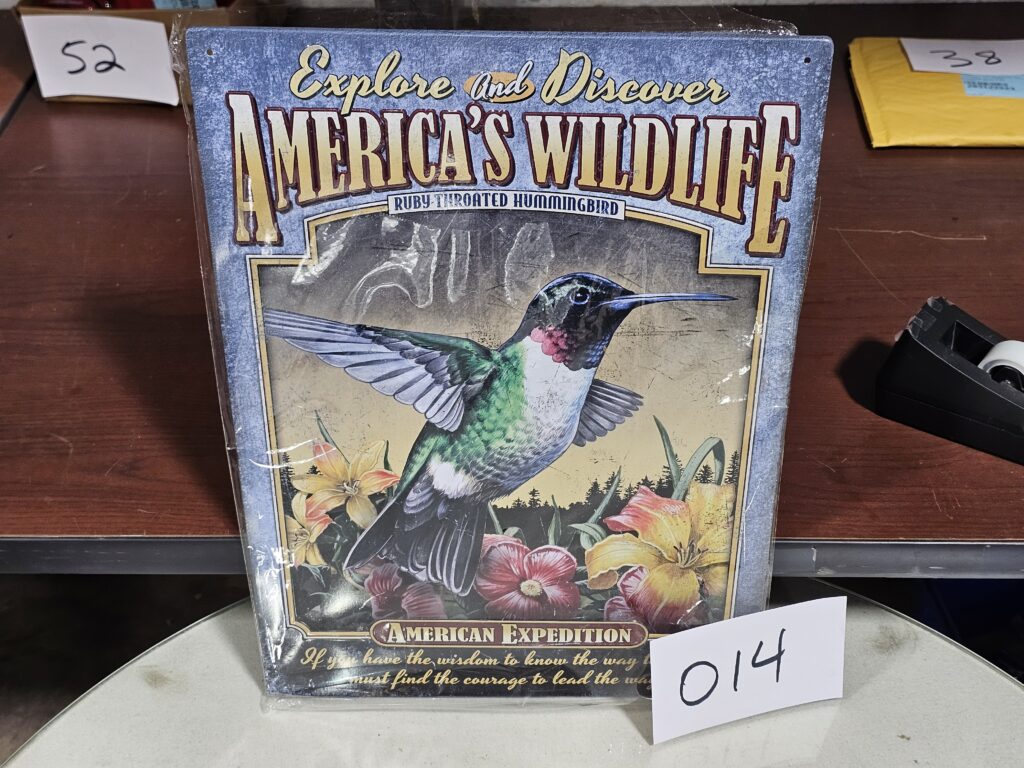 52
38
Explore And Discover
AMERICA'S WILDLIFE
RUBY-THROATED HUMMINGBIRD
AMERICAN EXPEDITION
If you have the wisdom to know the way
must find the courage to lead the way
014